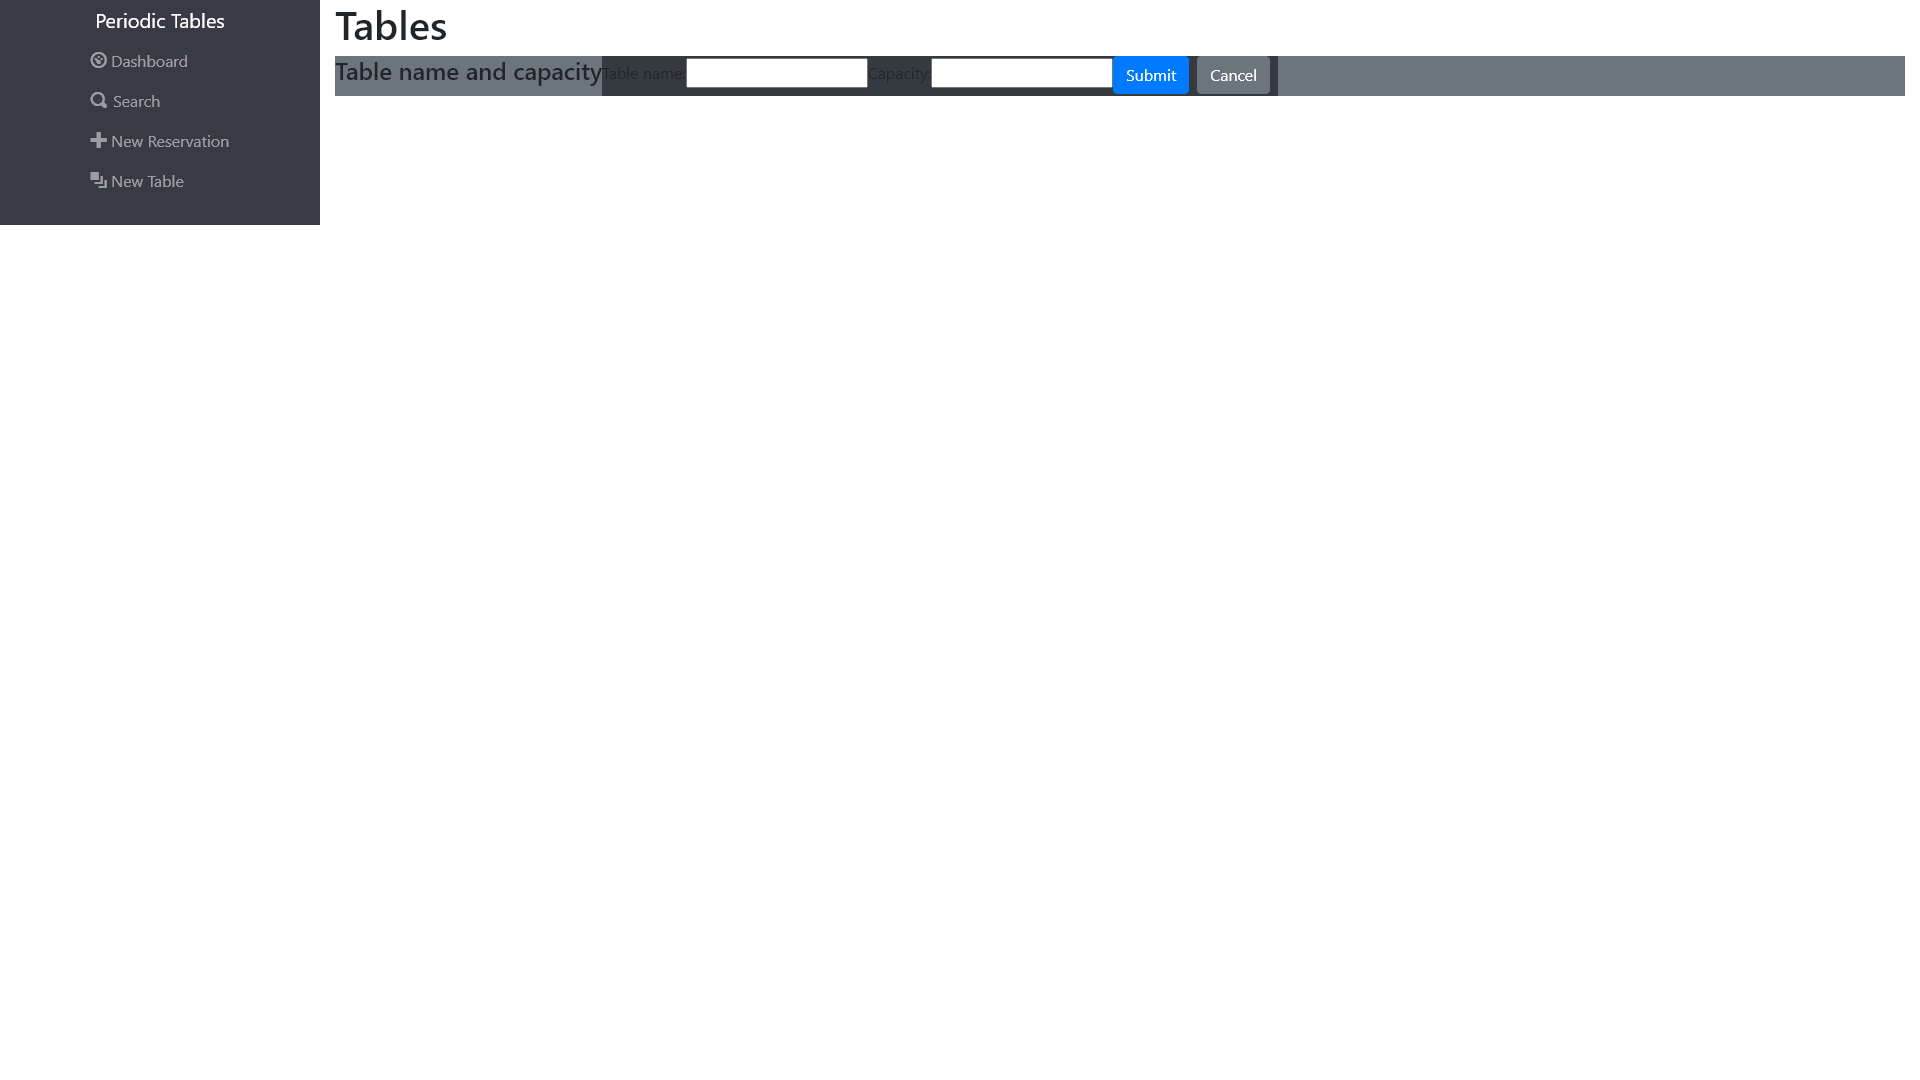 Periodic Tables
Dashboard
Search
New Reservation
New Table
Tables
Table name and capacity Table name: Capacity: Submit Cancel